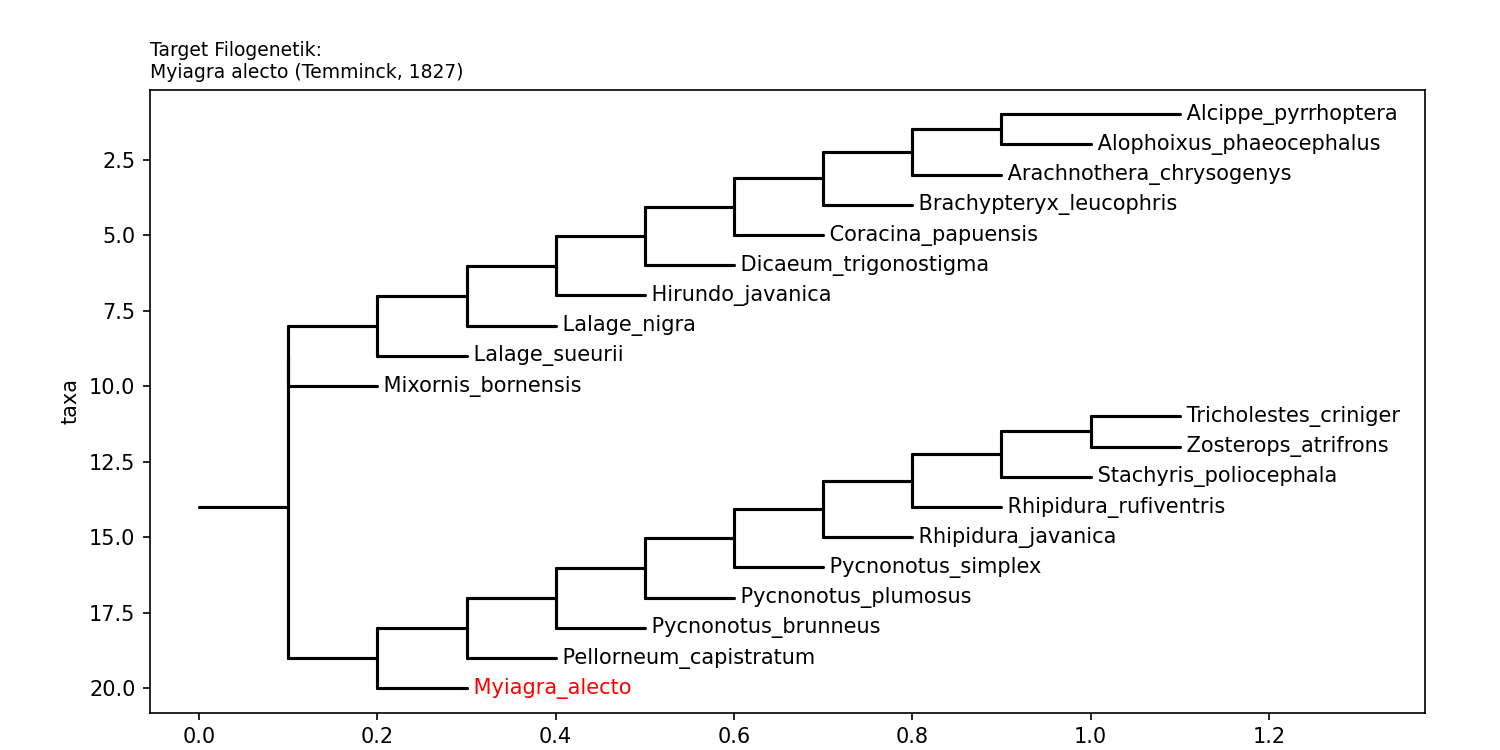 Target Filogenetik:
Myiagra alecto (Temminck, 1827)
Alcippe_pyrrhoptera
Alophoixus_phaeocephalus
2.5
Arachnothera_chrysogenys
Brachypteryx_leucophris
5.0
Coracina_papuensis
Dicaeum_trigonostigma
Hirundo_javanica
7.5
Lalage_nigra
Lalage_sueurii
taxa
10.0
Mixornis_bornensis
Tricholestes_criniger
Zosterops_atrifrons
12.5
Stachyris_poliocephala
Rhipidura_rufiventris
15.0
Rhipidura_javanica
Pycnonotus_simplex
Pycnonotus_plumosus
17.5
Pycnonotus_brunneus
Pellorneum_capistratum
20.0
Myiagra_alecto
0.0 0.2 0.4 0.6 0.8 1.0 1.2